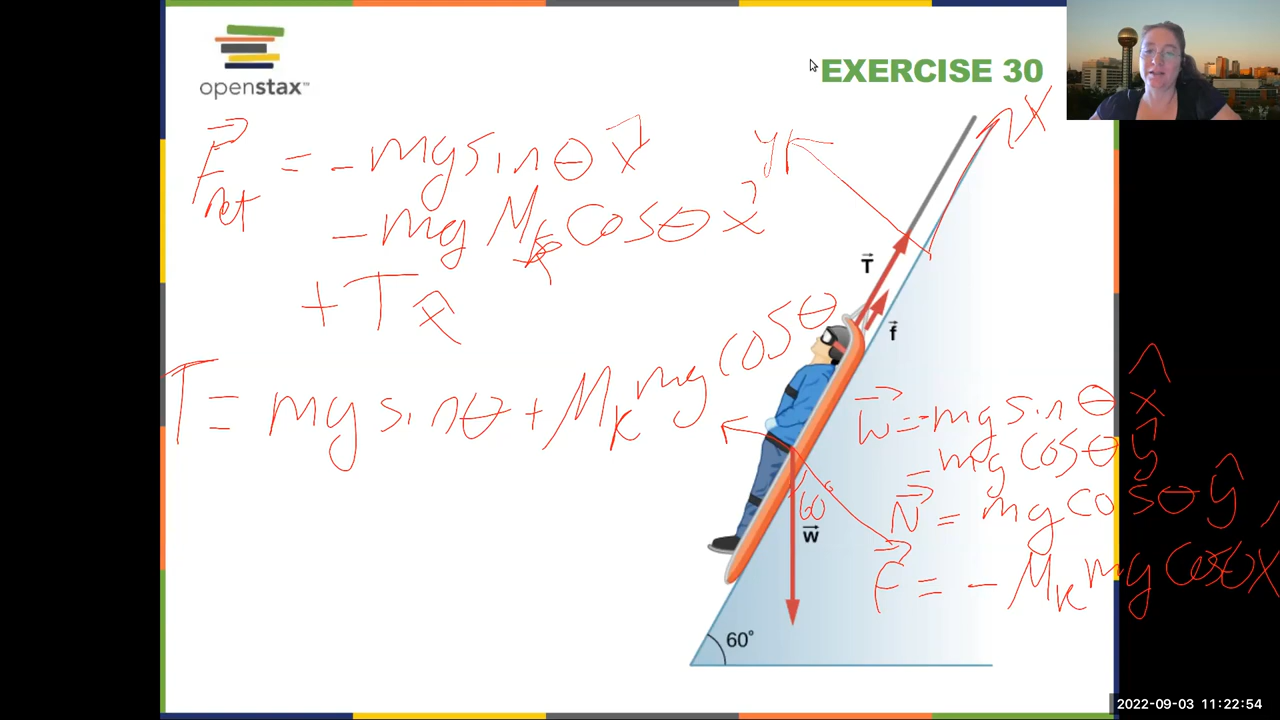 openstax™
EXERCISE 30
F⃗net = -mg sinθ x̂
-mg μk cosθ x̂
+T x̂
T = mg sinθ + μk mg cosθ
y
x
T⃗
f⃗
w⃗ = -mg sinθ x̂
-mg cosθ ŷ
N⃗ = mg cosθ ŷ
F⃗ = -μk mg cosθ x
60°
w⃗
60°
2022-09-03 11:22:54